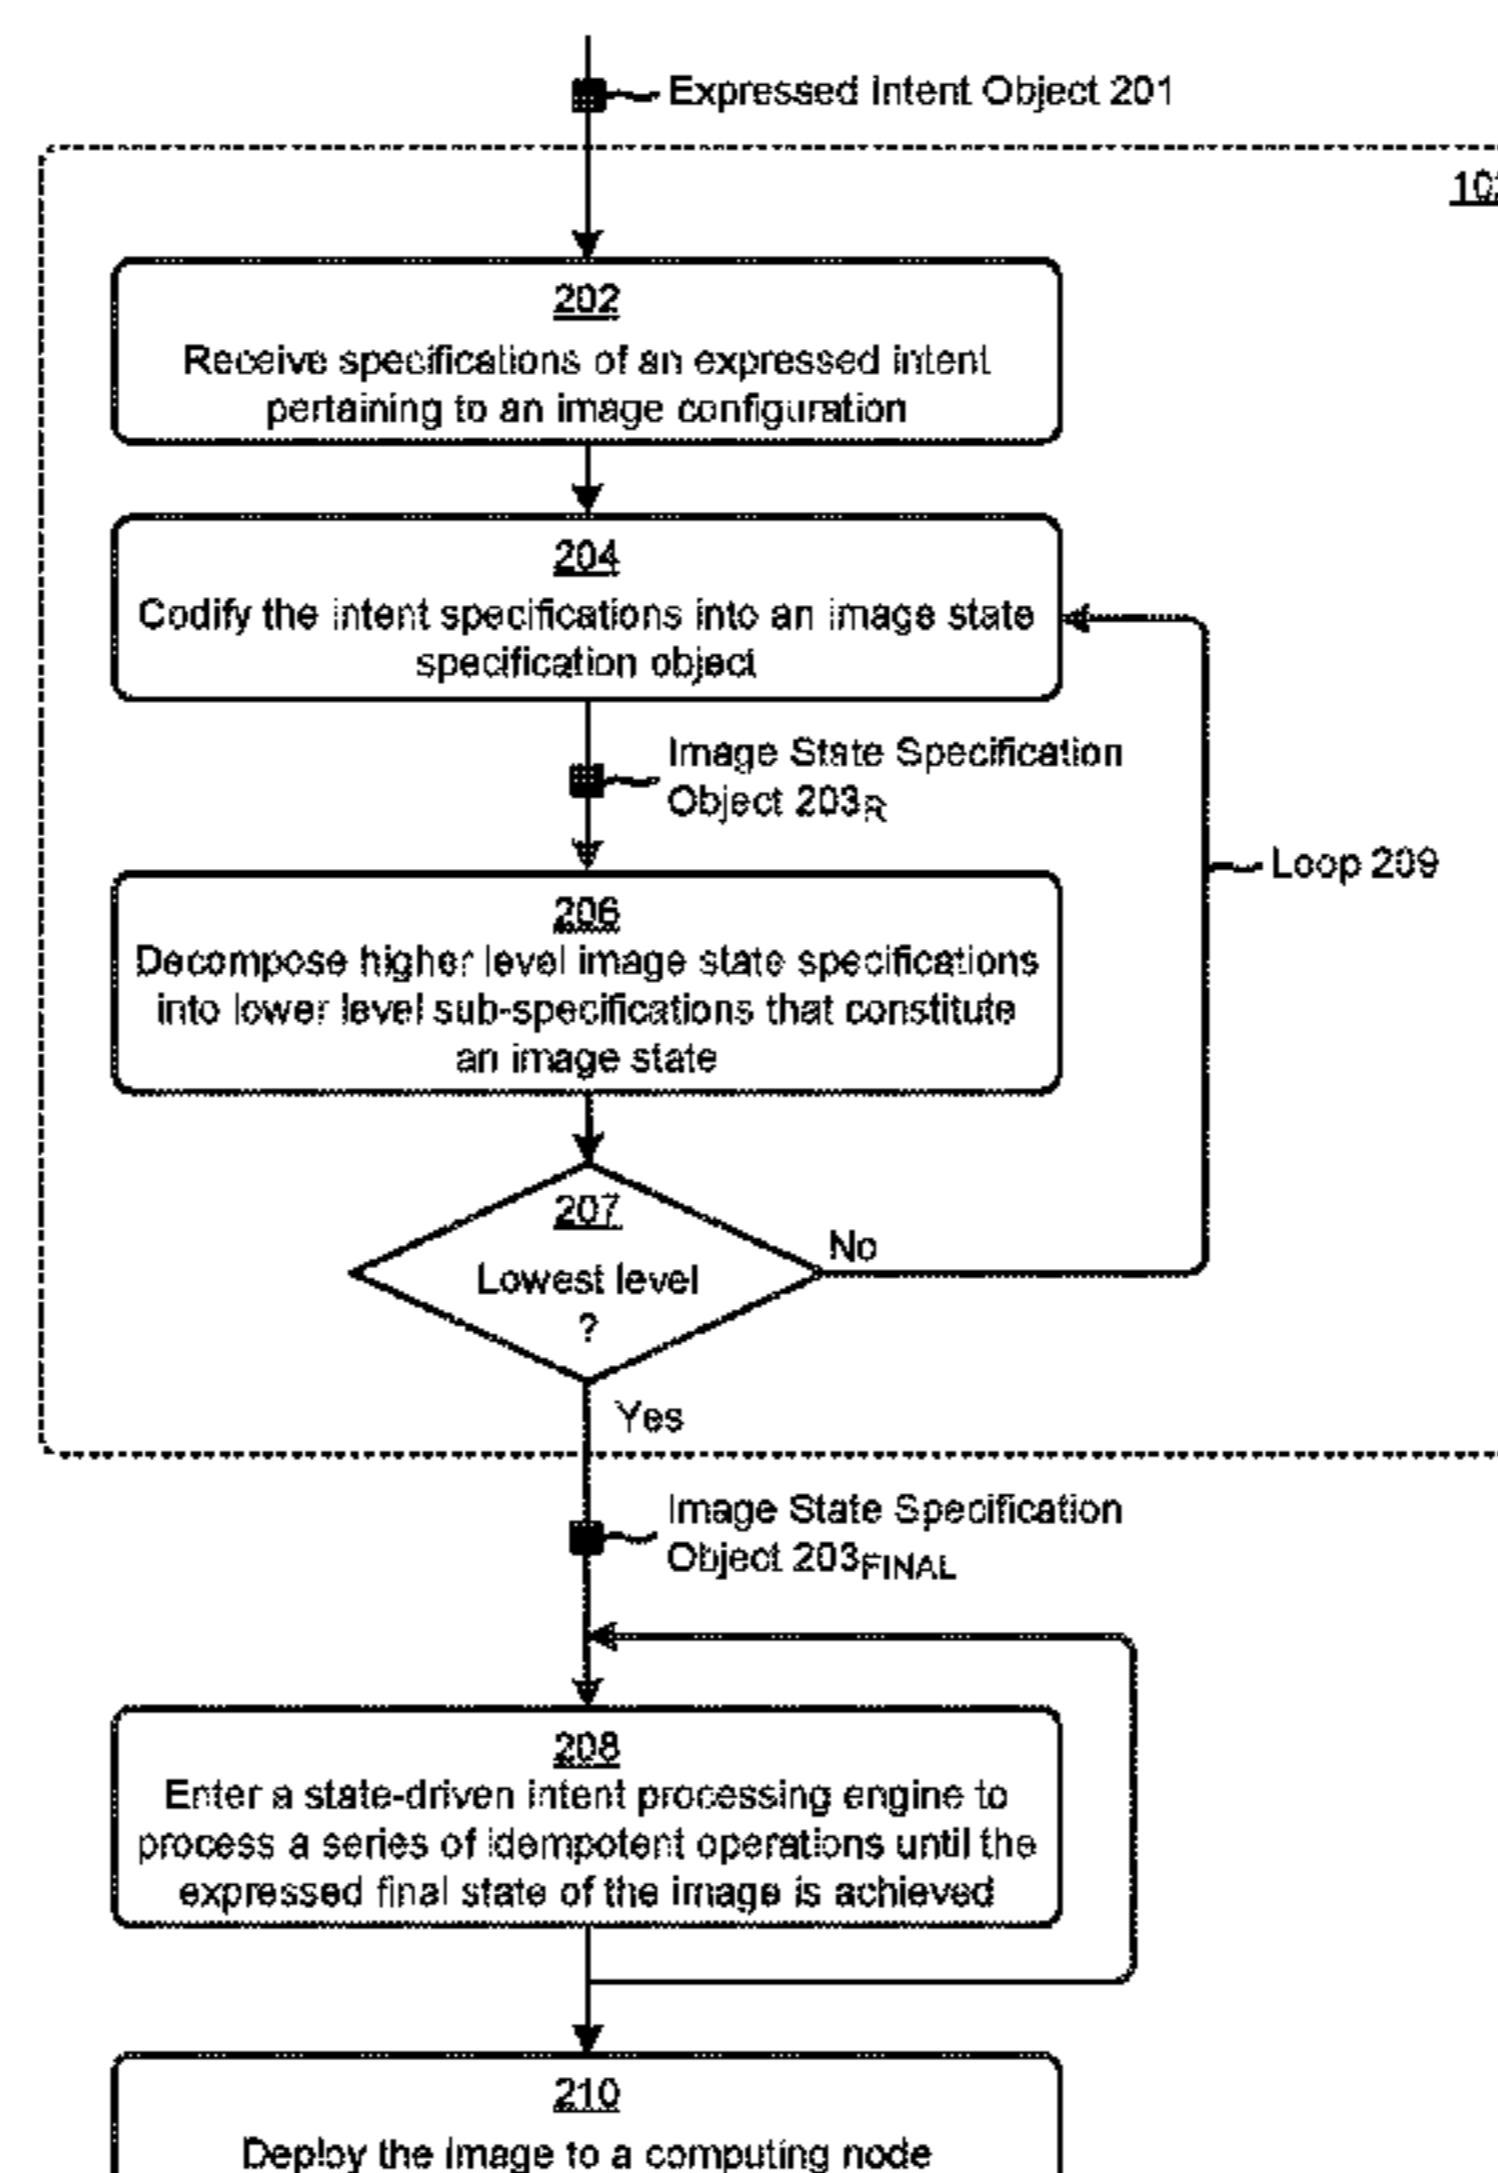 Expressed Intent Object 201
202
Receive specifications of an expressed intent
pertaining to an image configuration
204
Codify the intent specifications into an image state
specification object
Image State Specification
Object 203R
Loop 209
206
Decompose higher level image state specifications
into lower level sub-specifications that constitute
an image state
207
Lowest level
?
No
Yes
Image State Specification
Object 203FINAL
208
Enter a state-driven intent processing engine to
process a series of idempotent operations until the
expressed final state of the image is achieved
210
Deploy the image to a computing node